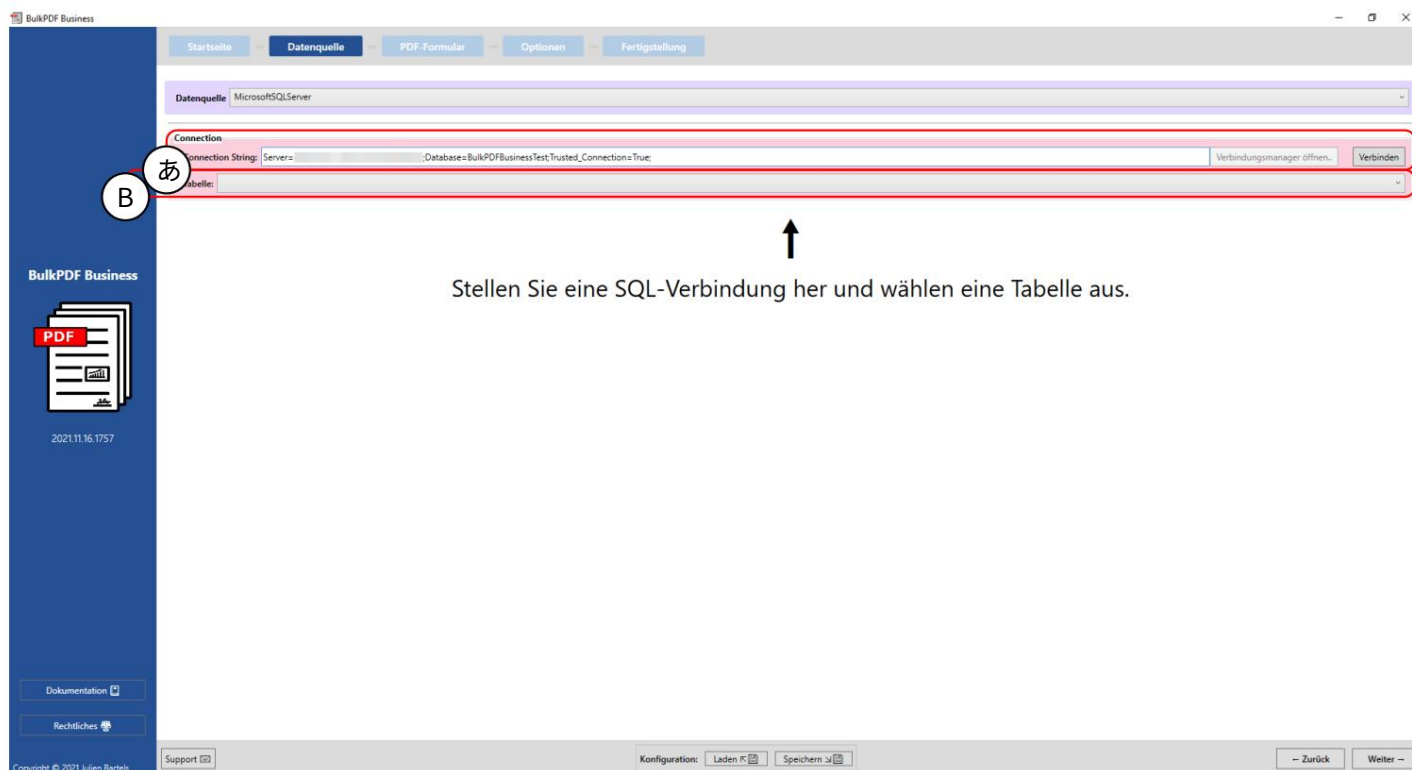 BulkPDF Business
Startseite
Datenquelle
PDF-Formular
Optionen
Fertigstellung
Datenquelle MicrosoftSQLServer
Connection
Connection String: Server= ;Database=BulkPDFBusinessTest;Trusted_Connection=True; Verbindungsmanager öffnen.. Verbinden
あ
Tabelle:
B
Stellen Sie eine SQL-Verbindung her und wählen eine Tabelle aus.
BulkPDF Business
PDF
2021.11.16.1757
Dokumentation
Rechtliches
Copyright © 2021 Julien Bartels
Support
Konfiguration: Laden Speichern
Zurück
Weiter